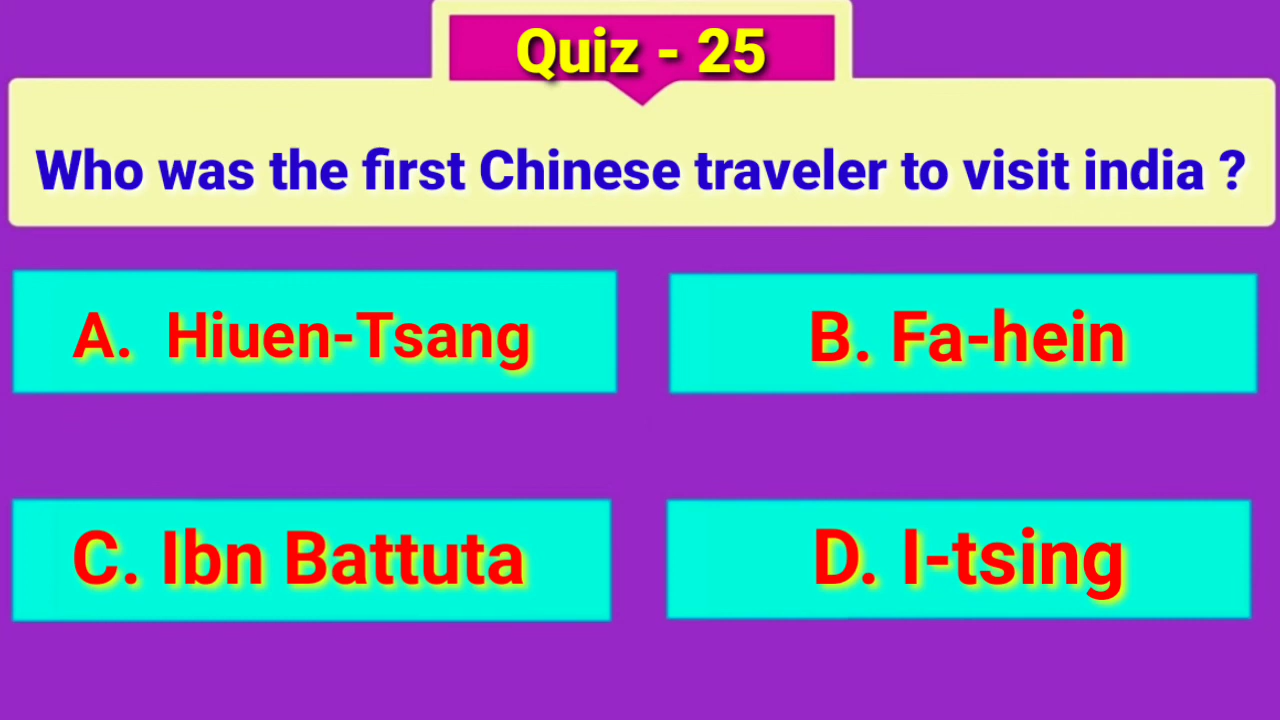 Quiz - 25
Who was the first Chinese traveler to visit india ?
A. Hiuen-Tsang
B. Fa-hein
C. Ibn Battuta
D. I-tsing